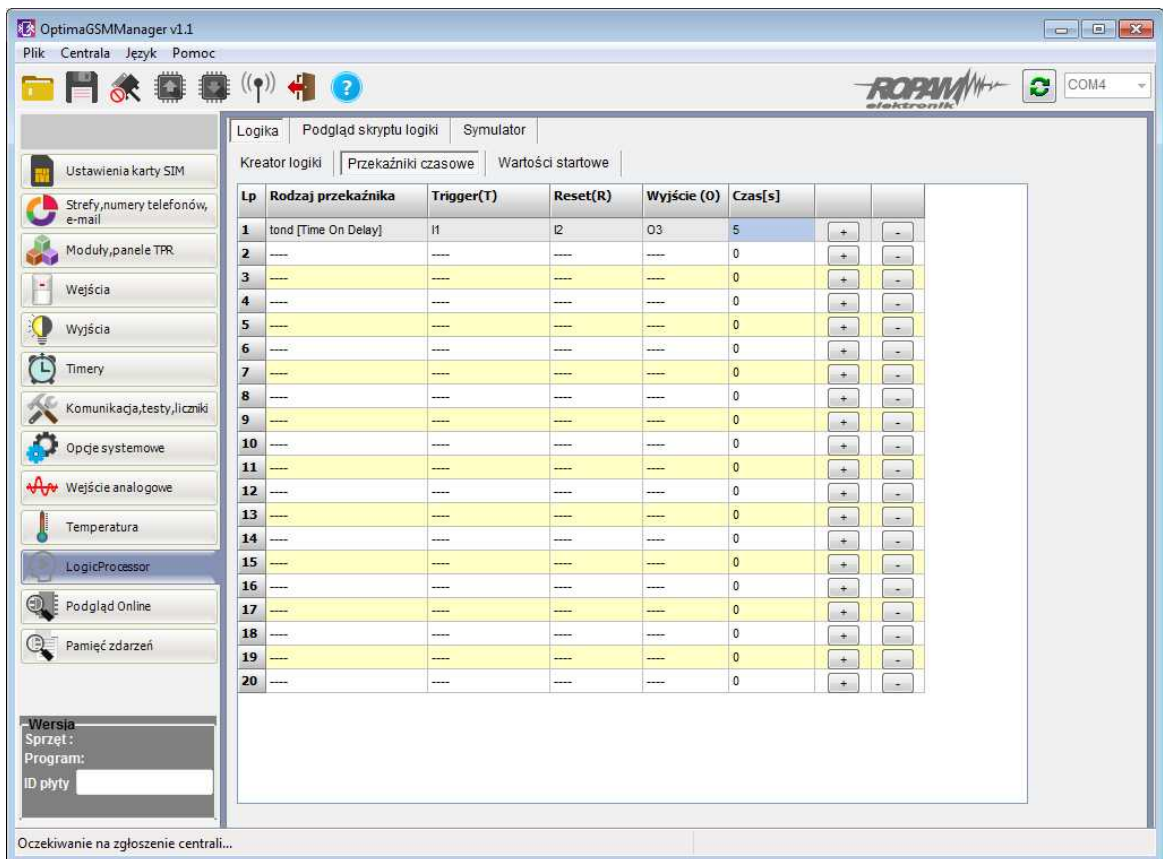 OptimaGSMManager v1.1
Plik Centrala Język Pomoc
ROPAM
elektronik
COM4
Ustawienia karty SIM
Strefy,numery telefonów,
e-mail
Moduły,panele TPR
Wejścia
Wyjścia
Timery
Komunikacja,testy,liczniki
Opcje systemowe
Wejście analogowe
Temperatura
LogicProcessor
Podgląd Online
Pamięć zdarzeń
Wersja
Sprzęt :
Program:
ID płyty
Logika Podgląd skryptu logiki Symulator
Kreator logiki Przekaźniki czasowe Wartości startowe
Lp Rodzaj przekaźnika Trigger(T) Reset(R) Wyjście (O) Czas[s]
1 tond [Time On Delay] I1 I2 O3 5 + -
2 ---- ---- ---- ---- 0 + -
3 ---- ---- ---- ---- 0 + -
4 ---- ---- ---- ---- 0 + -
5 ---- ---- ---- ---- 0 + -
6 ---- ---- ---- ---- 0 + -
7 ---- ---- ---- ---- 0 + -
8 ---- ---- ---- ---- 0 + -
9 ---- ---- ---- ---- 0 + -
10 ---- ---- ---- ---- 0 + -
11 ---- ---- ---- ---- 0 + -
12 ---- ---- ---- ---- 0 + -
13 ---- ---- ---- ---- 0 + -
14 ---- ---- ---- ---- 0 + -
15 ---- ---- ---- ---- 0 + -
16 ---- ---- ---- ---- 0 + -
17 ---- ---- ---- ---- 0 + -
18 ---- ---- ---- ---- 0 + -
19 ---- ---- ---- ---- 0 + -
20 ---- ---- ---- ---- 0 + -
Oczekiwanie na zgłoszenie centrali...